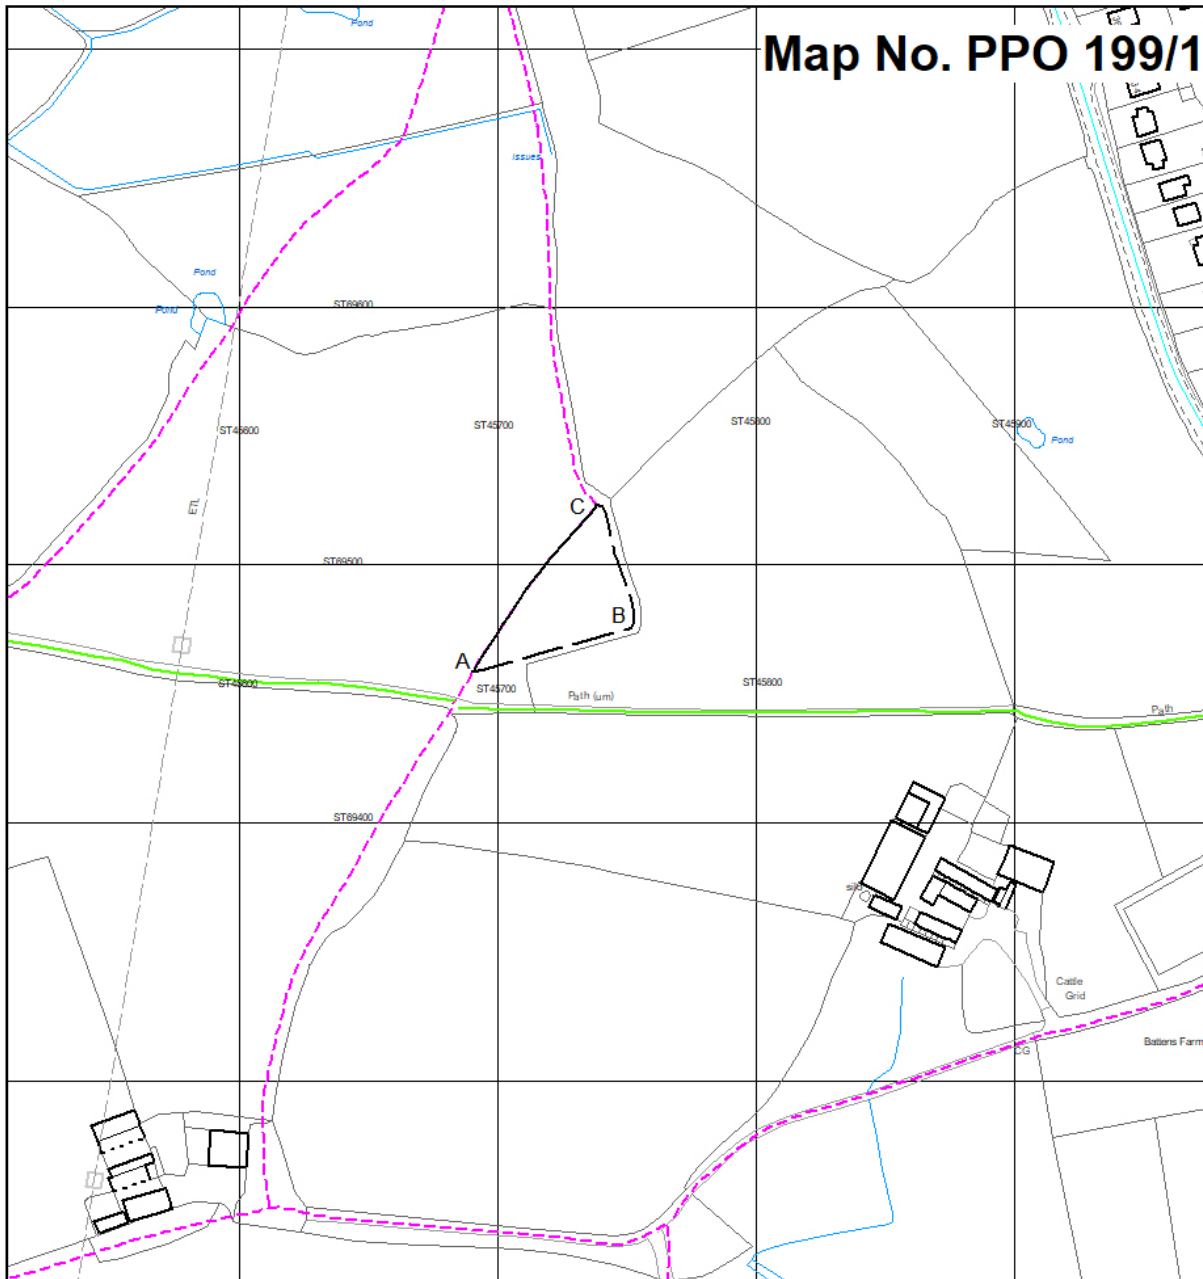 Pond
Map No. PPO 199/1
Issues
Pond
Pond
ST69600
ST45600
ST45700
ST45800
ST45900
Pond
ETL
C
ST69500
B
A
ST45600
ST45700
ST45800
Path (um)
Path
ST69400
silo
Cattle
Grid
CG
Battens Farm